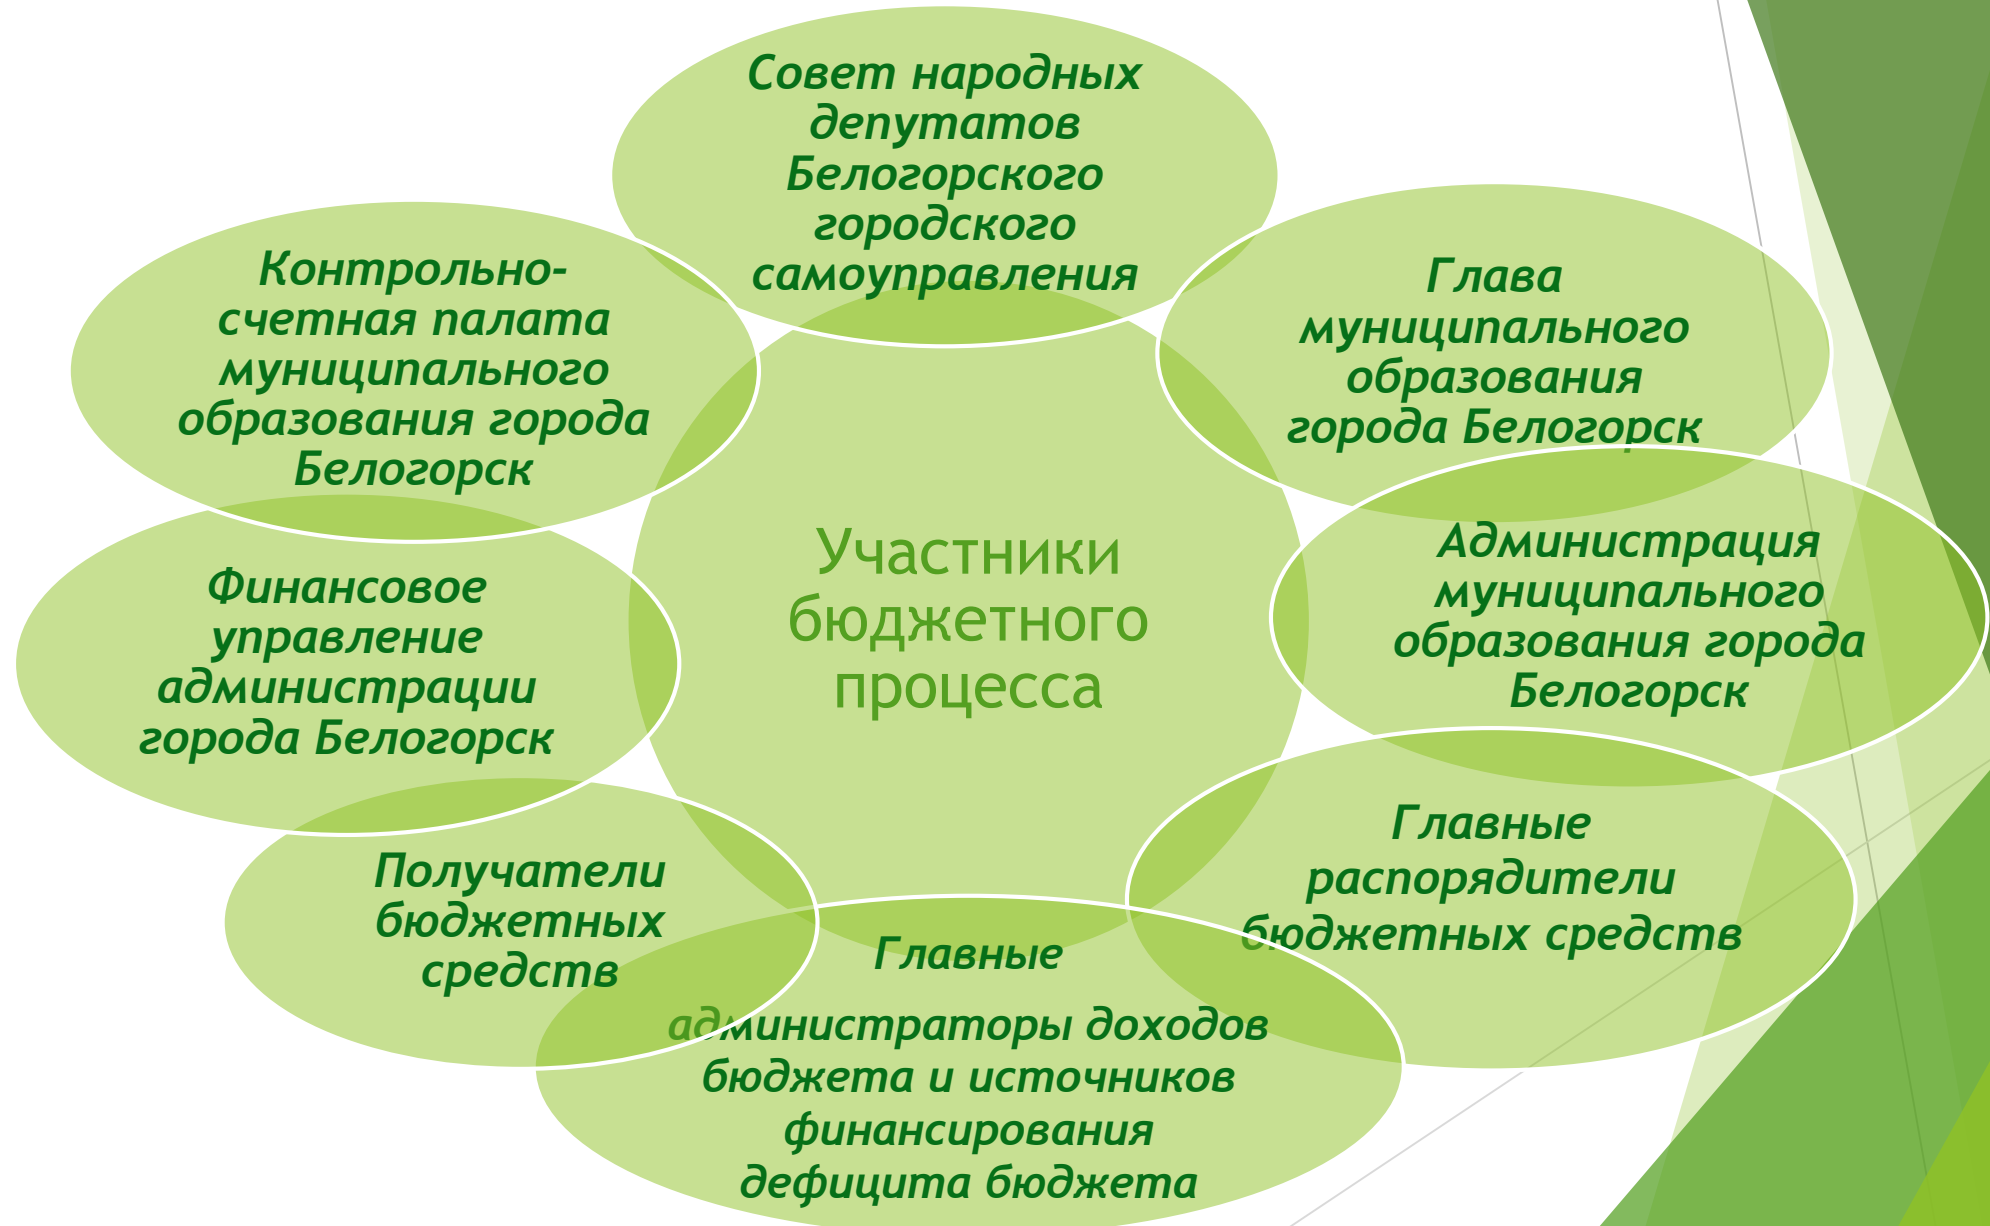 Совет народных
депутатов
Белогорского
городского
самоуправления
Глава
муниципального
образования
города Белогорск
Администрация
муниципального
образования города
Белогорск
Главные
распорядители
бюджетных средств
Главные
администраторы доходов
бюджета и источников
финансирования
дефицита бюджета
Получатели
бюджетных
средств
Финансовое
управление
администрации
города Белогорск
Контрольно-
счетная палата
муниципального
образования города
Белогорск
Участники
бюджетного
процесса